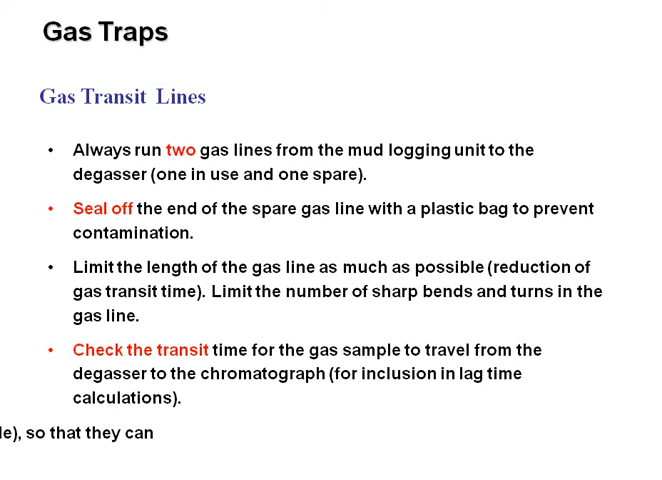 Gas Traps
Gas Transit Lines
• Always run two gas lines from the mud logging unit to the
degasser (one in use and one spare).
• Seal off the end of the spare gas line with a plastic bag to prevent
contamination.
• Limit the length of the gas line as much as possible (reduction of
gas transit time). Limit the number of sharp bends and turns in the
gas line.
• Check the transit time for the gas sample to travel from the
degasser to the chromatograph (for inclusion in lag time
calculations).
so that they can